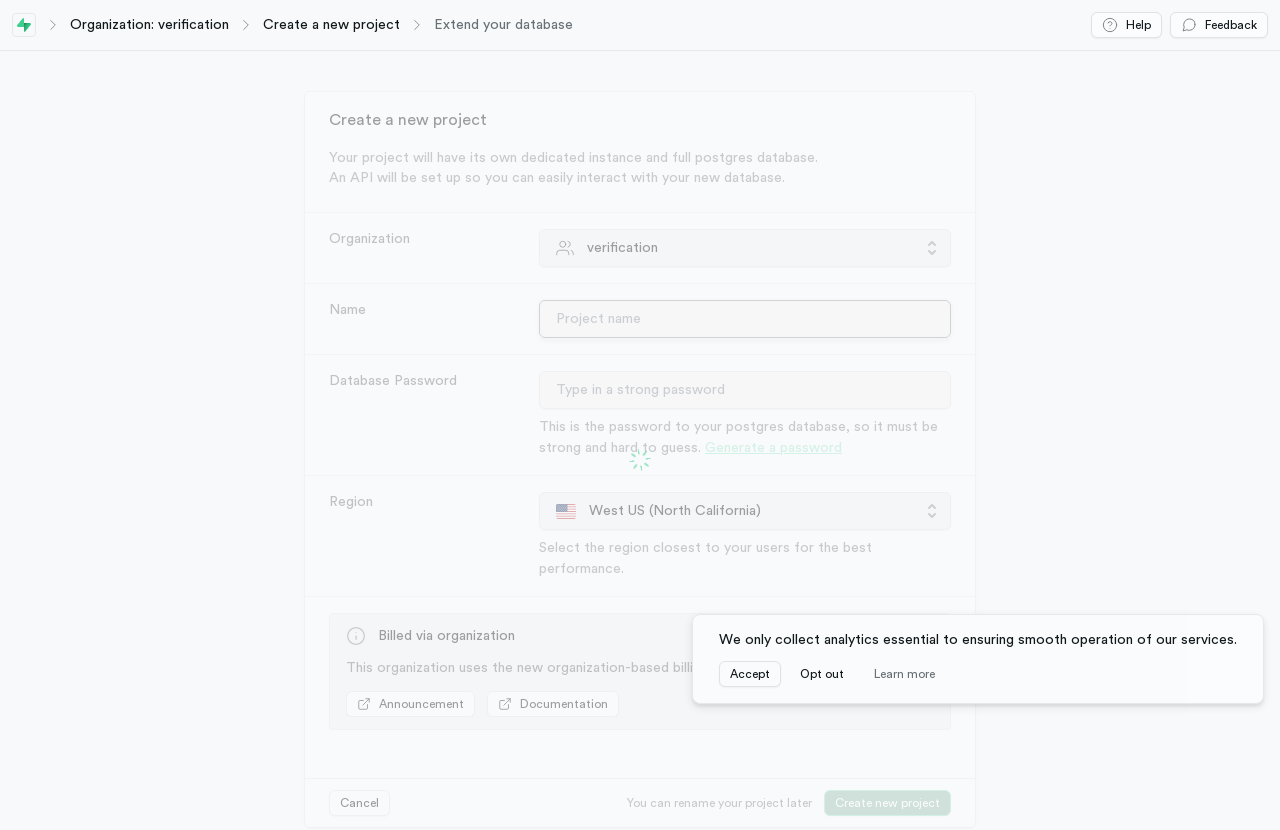 Organization: verification
Create a new project
Extend your database
Help
Feedback
Create a new project
Your project will have its own dedicated instance and full postgres database.
An API will be set up so you can easily interact with your new database.
Organization
verification
Name
Project name
Database Password
Type in a strong password
This is the password to your postgres database, so it must be
strong and hard to guess. Generate a password
Region
West US (North California)
Select the region closest to your users for the best
performance.
Billed via organization
This organization uses the new organization-based billi
Announcement
Documentation
We only collect analytics essential to ensuring smooth operation of our services.
Accept
Opt out
Learn more
Cancel
You can rename your project later
Create new project